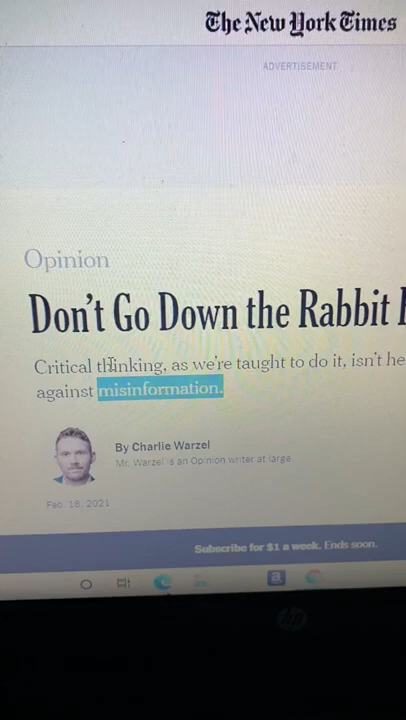 The New York Times
ADVERTISEMENT
Opinion
Don't Go Down the Rabbit
Critical thinking, as we're taught to do it, isn't he
against misinformation.
By Charlie Warzel
Mr. Warzel is an Opinion writer at large.
Feb. 18, 2021
Subscribe for $1 a week. Ends soon.
a
hp